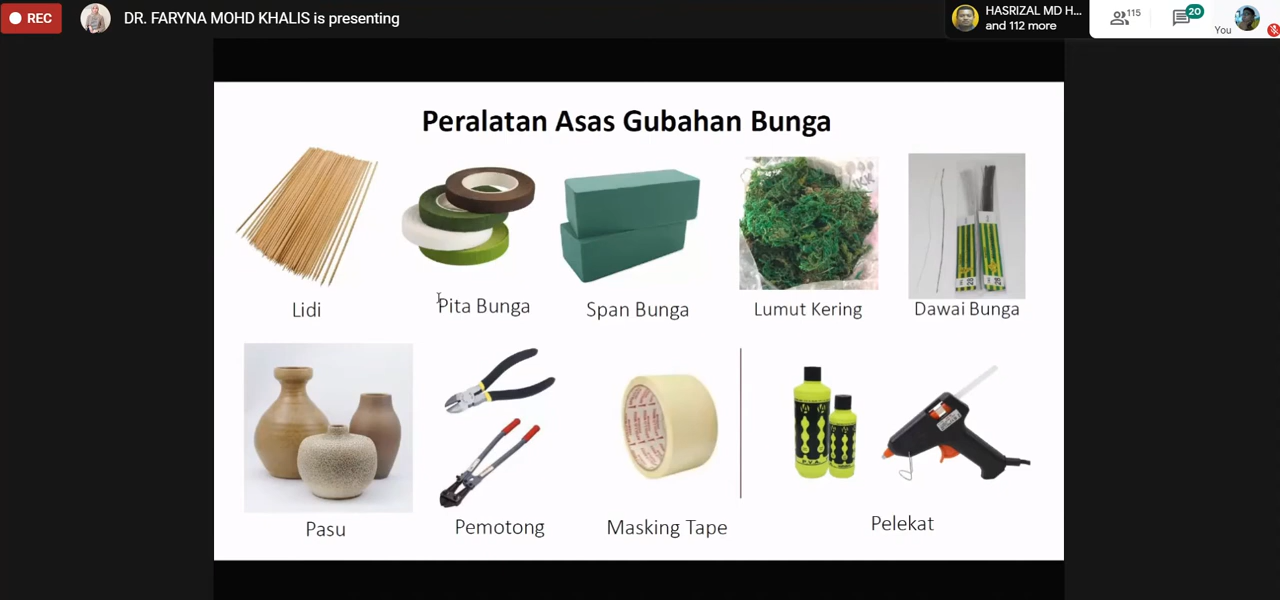 REC
DR. FARYNA MOHD KHALIS is presenting
HASRIZAL MD H...
and 112 more
115
20
You
Peralatan Asas Gubahan Bunga
Lidi
Pita Bunga
Span Bunga
Lumut Kering
Dawai Bunga
Pasu
Pemotong
Masking Tape
Pelekat